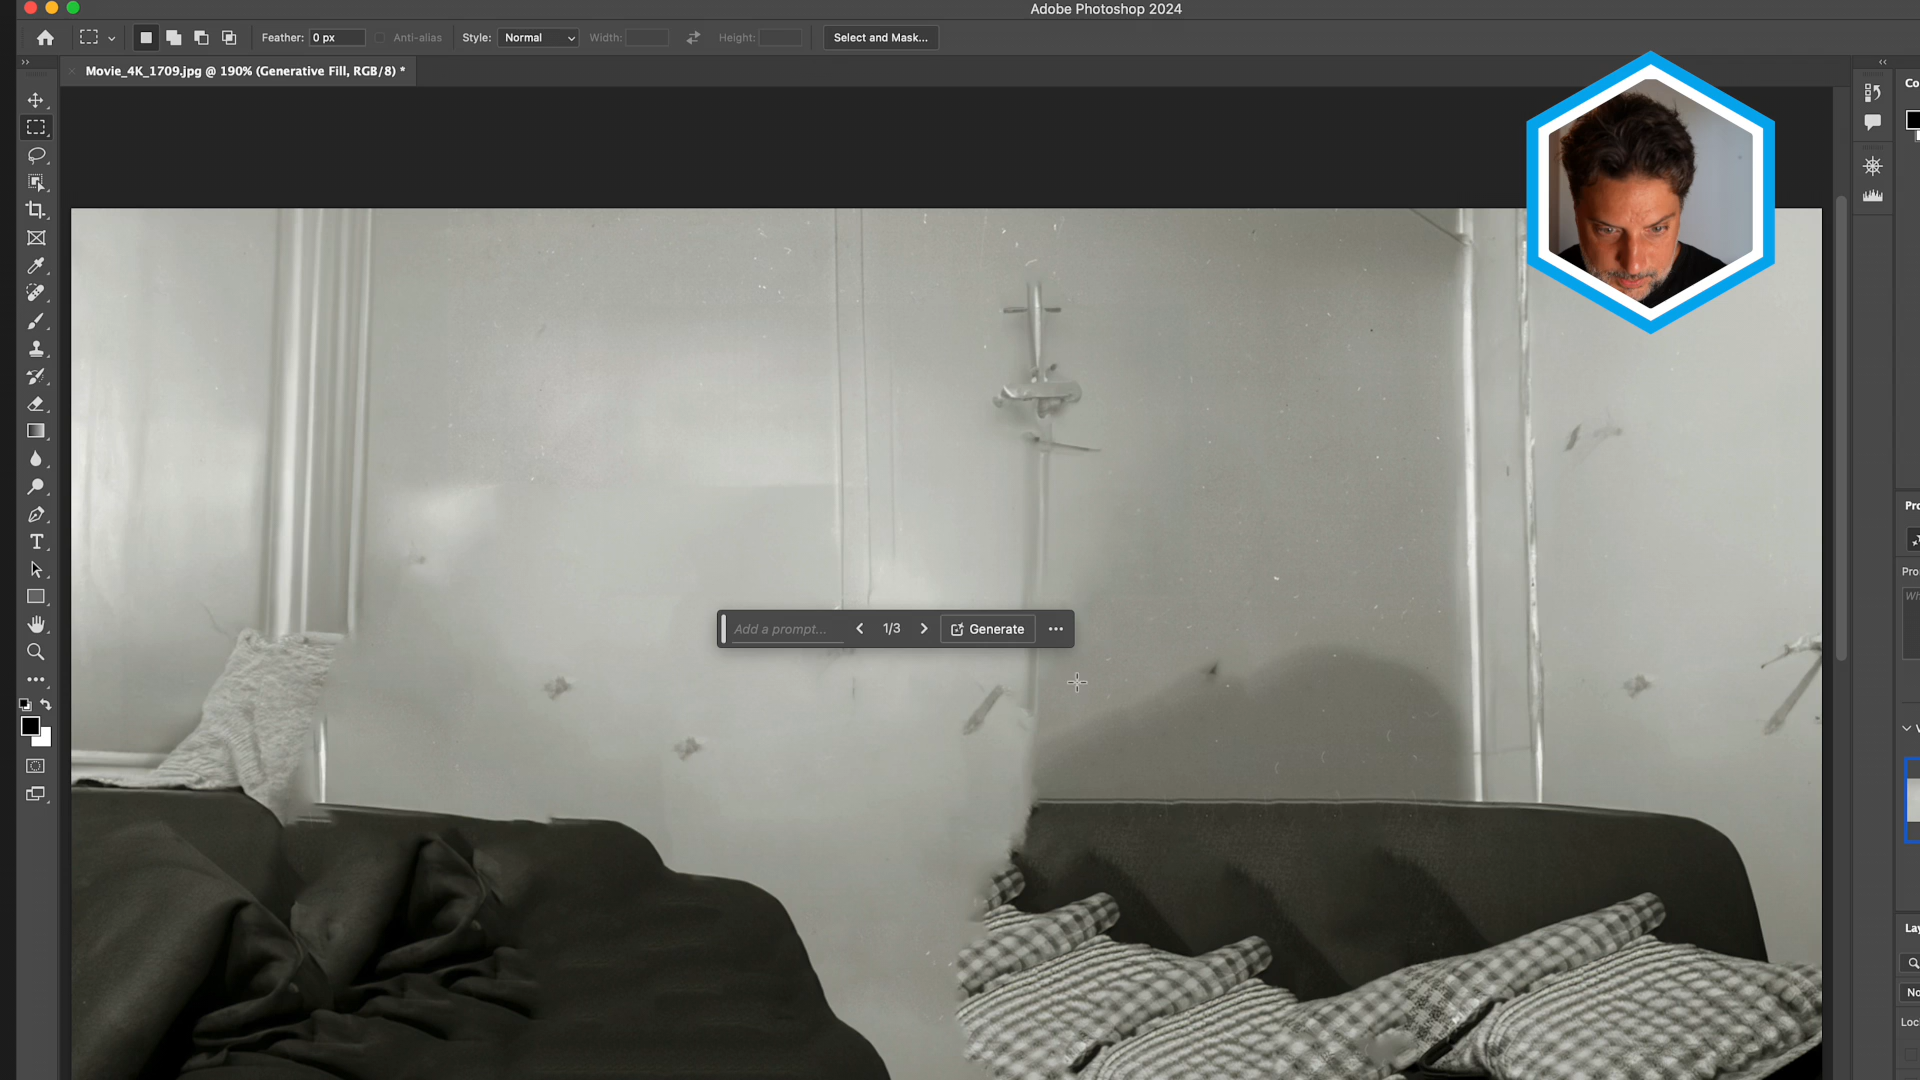 Adobe Photoshop 2024
Feather: 0 px Anti-alias Style: Normal Width: Height: Select and Mask...
Co
Movie_4K_1709.jpg @ 190% (Generative Fill, RGB/8) *
Pro
Pro
Wh
Add a prompt... 1/3 Generate
V
Lay
No
Loc